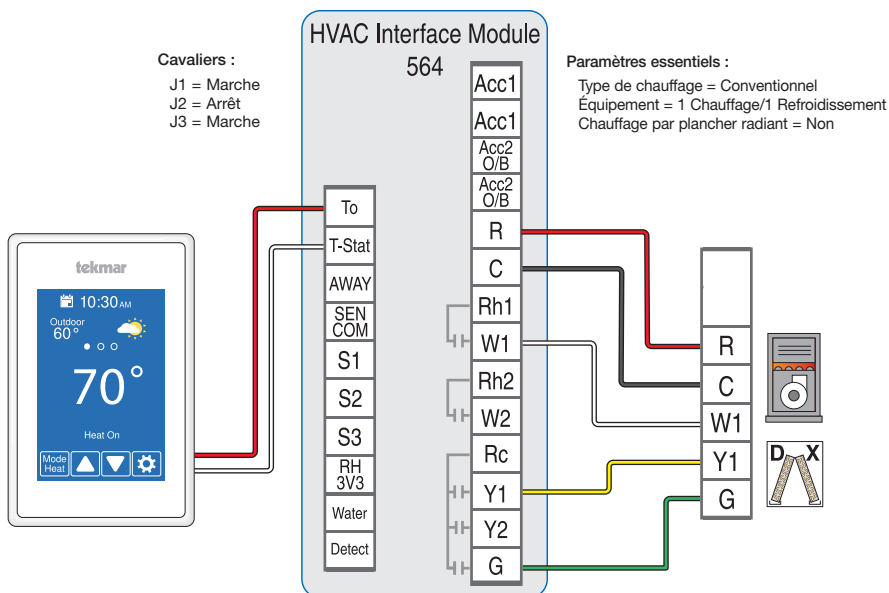 HVAC Interface Module
564
Cavaliers :
J1 = Marche
J2 = Arrêt
J3 = Marche
Paramètres essentiels :
Type de chauffage = Conventionnel
Équipement = 1 Chauffage/1 Refroidissement
Chauffage par plancher radiant = Non
tekmar
10:30 AM
Outdoor
60°
70°
Heat On
Mode
Heat
To
T-Stat
AWAY
SEN
COM
S1
S2
S3
RH
3V3
Water
Detect
Acc1
Acc1
Acc2
O/B
Acc2
O/B
R
C
Rh1
W1
Rh2
W2
Rc
Y1
Y2
G
R
C
W1
Y1
G
D X